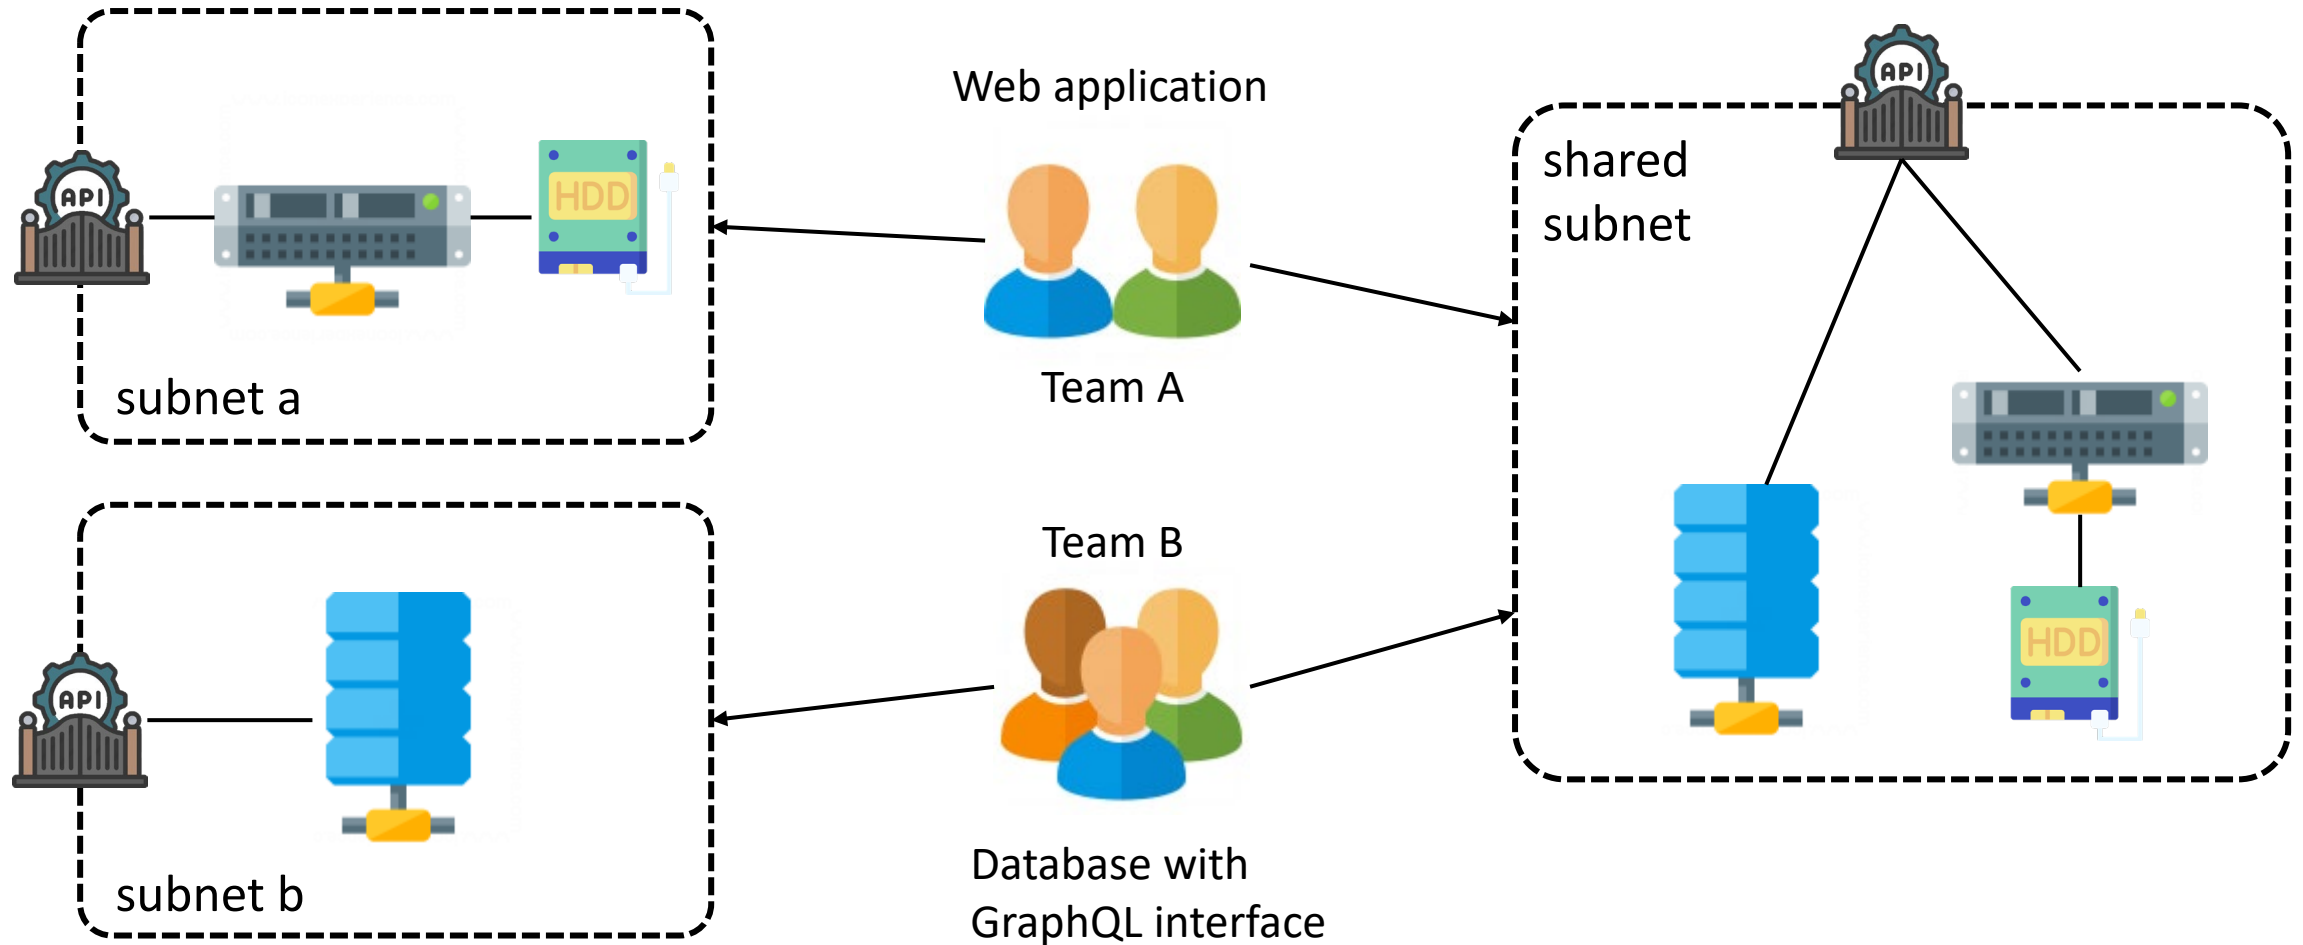 API
HDD
subnet a
Web application
Team A
API
shared
subnet
HDD
Team B
Database with
GraphQL interface
API
subnet b